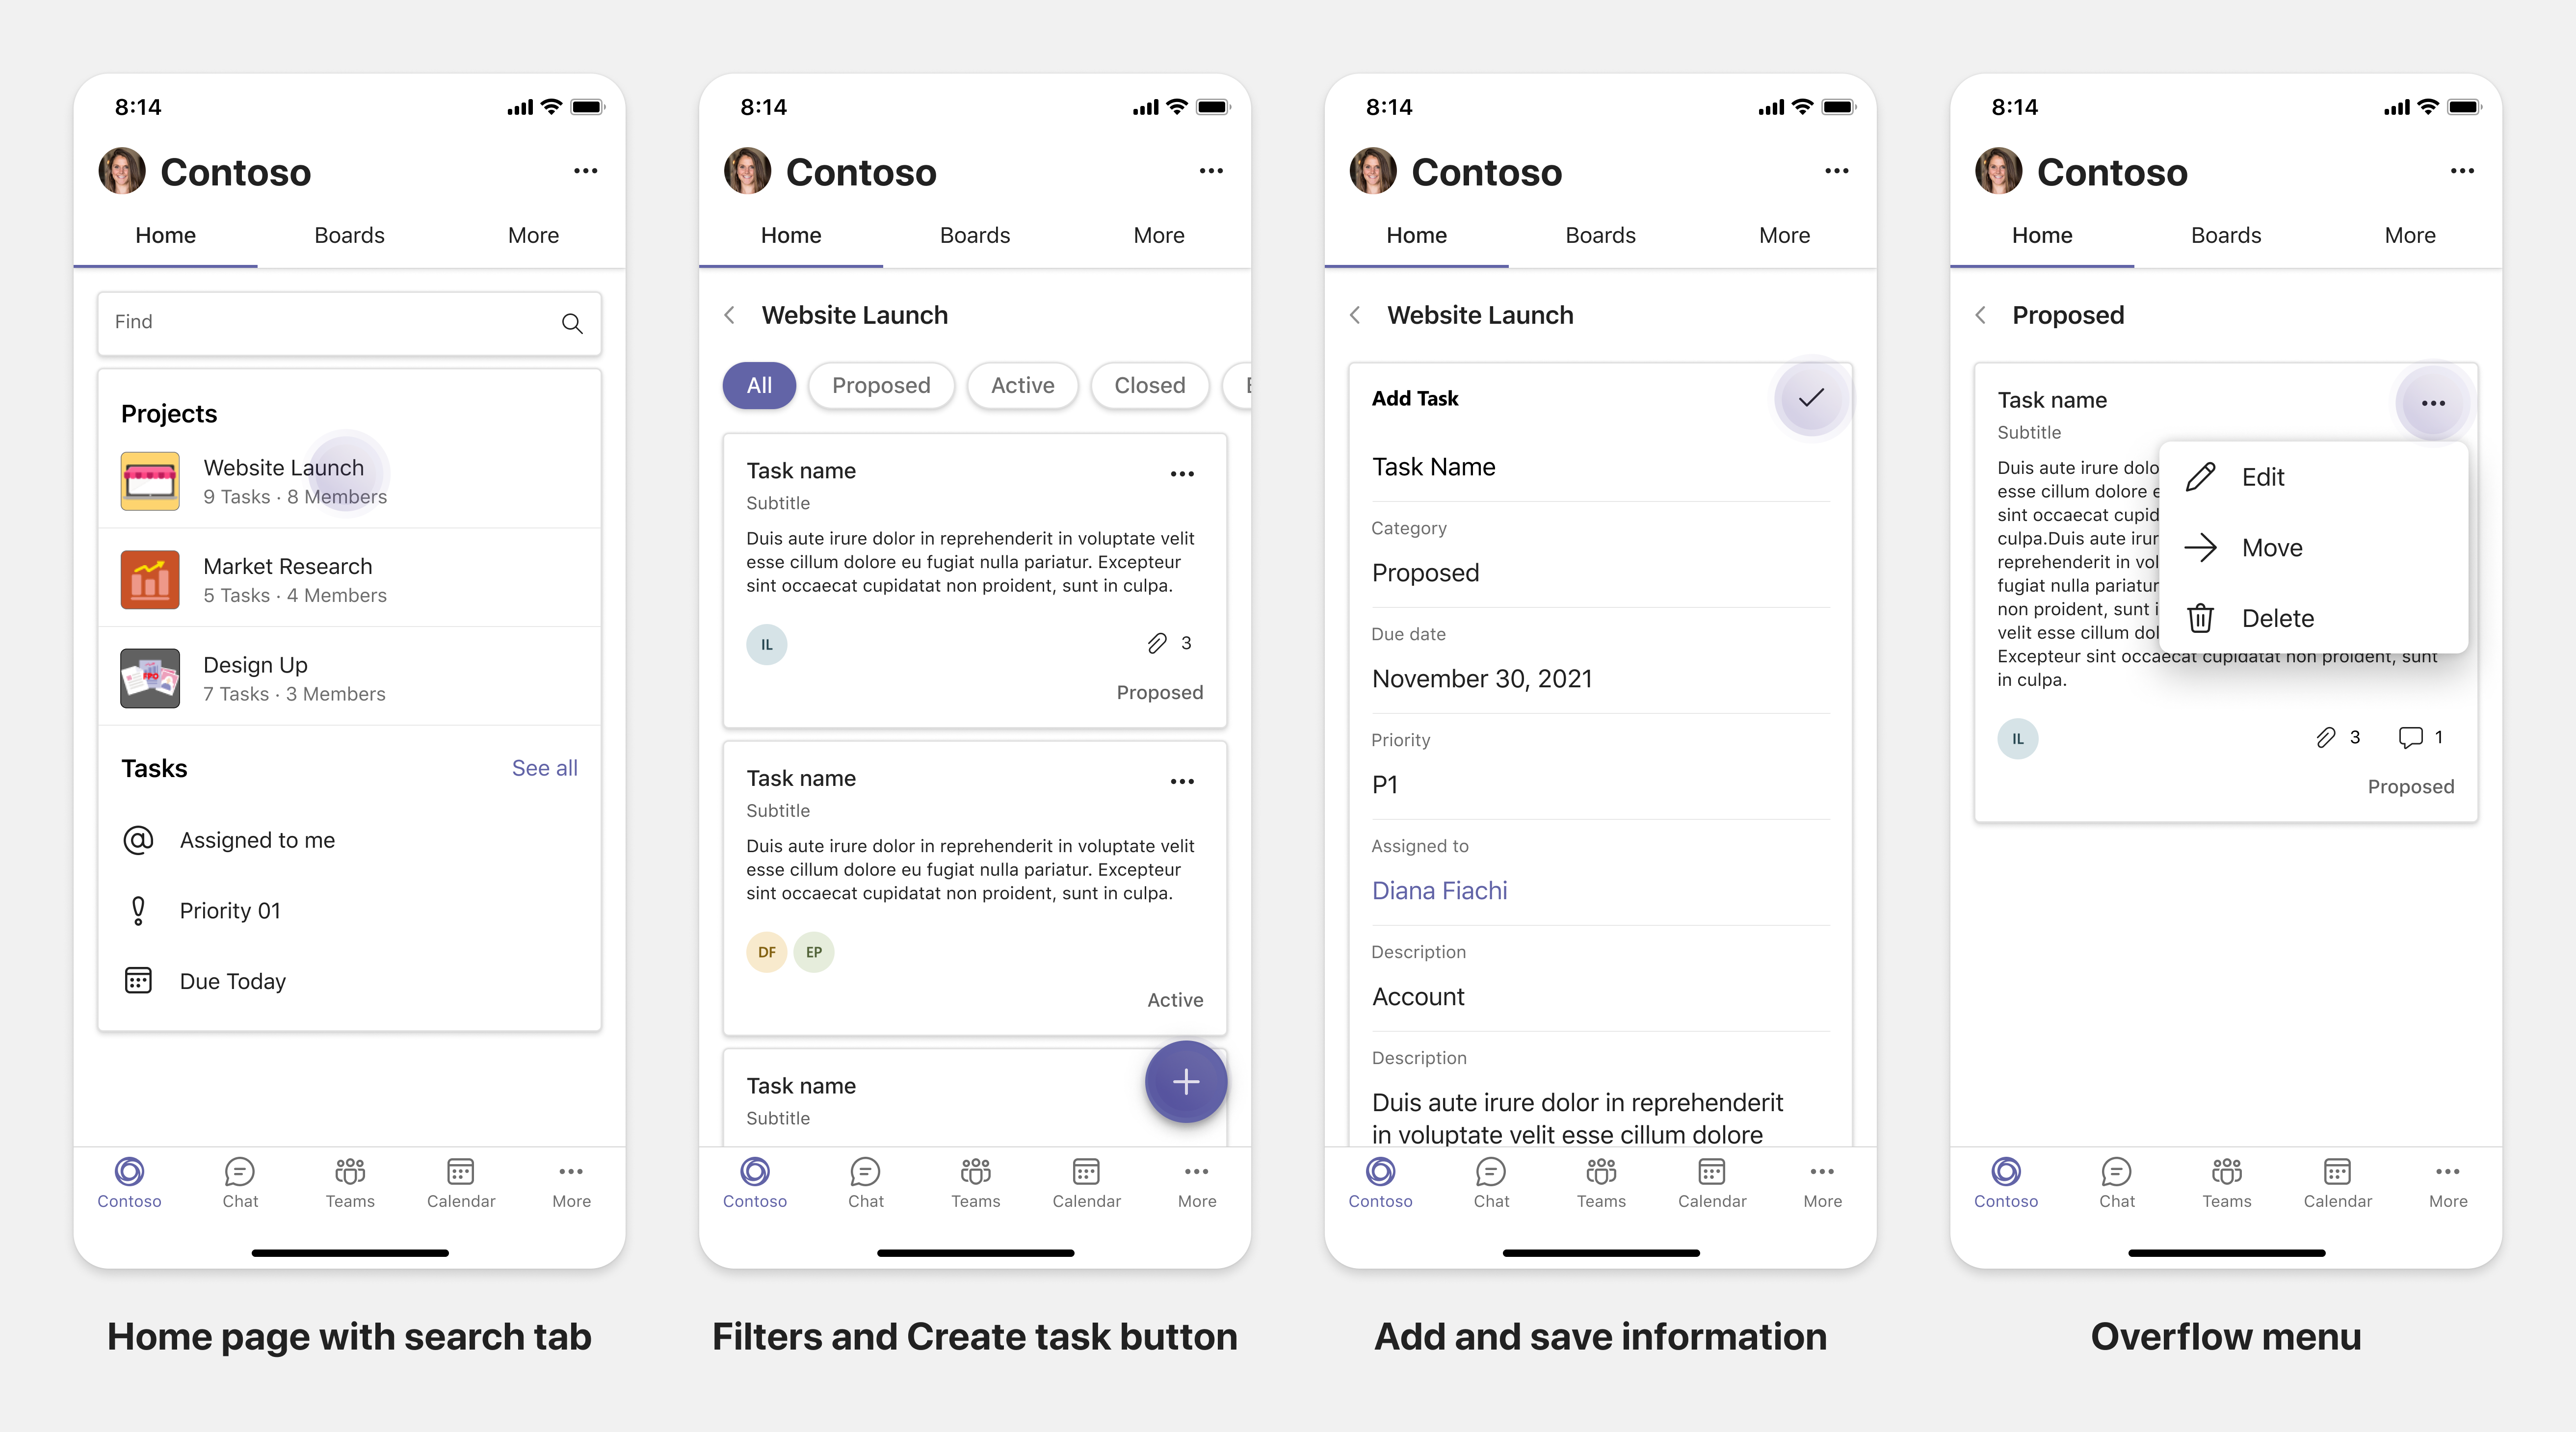 8:14
Contoso
Home
Boards
More
Find
Projects
Website Launch
9 Tasks · 8 Members
Market Research
5 Tasks · 4 Members
FPO
Design Up
7 Tasks · 3 Members
Tasks
See all
Assigned to me
Priority 01
Due Today
Contoso
Chat
Teams
Calendar
More
Home page with search tab
8:14
Contoso
Home
Boards
More
Website Launch
All
Proposed
Active
Closed
Task name
Subtitle
Duis aute irure dolor in reprehenderit in voluptate velit
esse cillum dolore eu fugiat nulla pariatur. Excepteur
sint occaecat cupidatat non proident, sunt in culpa.
IL
3
Proposed
Task name
Subtitle
Duis aute irure dolor in reprehenderit in voluptate velit
esse cillum dolore eu fugiat nulla pariatur. Excepteur
sint occaecat cupidatat non proident, sunt in culpa.
DF
EP
Active
Task name
Subtitle
Contoso
Chat
Teams
Calendar
More
Filters and Create task button
8:14
Contoso
Home
Boards
More
Website Launch
Add Task
Task Name
Category
Proposed
Due date
November 30, 2021
Priority
P1
Assigned to
Diana Fiachi
Description
Account
Description
Duis aute irure dolor in reprehenderit
in voluptate velit esse cillum dolore
Contoso
Chat
Teams
Calendar
More
Add and save information
8:14
Contoso
Home
Boards
More
Proposed
Task name
Subtitle
Duis aute irure dolo
esse cillum dolore e
sint occaecat cupid
culpa.Duis aute irur
reprehenderit in vol
fugiat nulla pariatur
non proident, sunt i
velit esse cillum dol
Excepteur sint occaecat cupidatat non proident, sunt
in culpa.
Edit
Move
Delete
IL
3
1
Proposed
Contoso
Chat
Teams
Calendar
More
Overflow menu